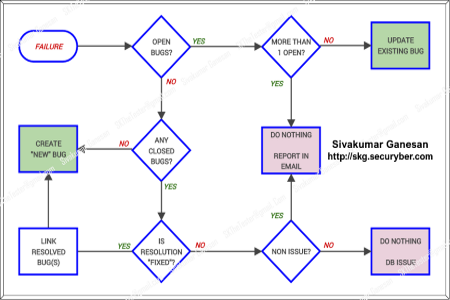 FAILURE
OPEN
BUGS?
YES
MORE THAN
1 OPEN?
NO
UPDATE
EXISTING BUG
NO
YES
CREATE
"NEW" BUG
NO
ANY
CLOSED
BUGS?
DO NOTHING
REPORT IN
EMAIL
Sivakumar Ganesan
http://skg.securyber.com
YES
YES
LINK
RESOLVED
BUG(S)
YES
IS
RESOLUTION
"FIXED"?
NO
NON ISSUE?
NO
DO NOTHING
DB ISSUE